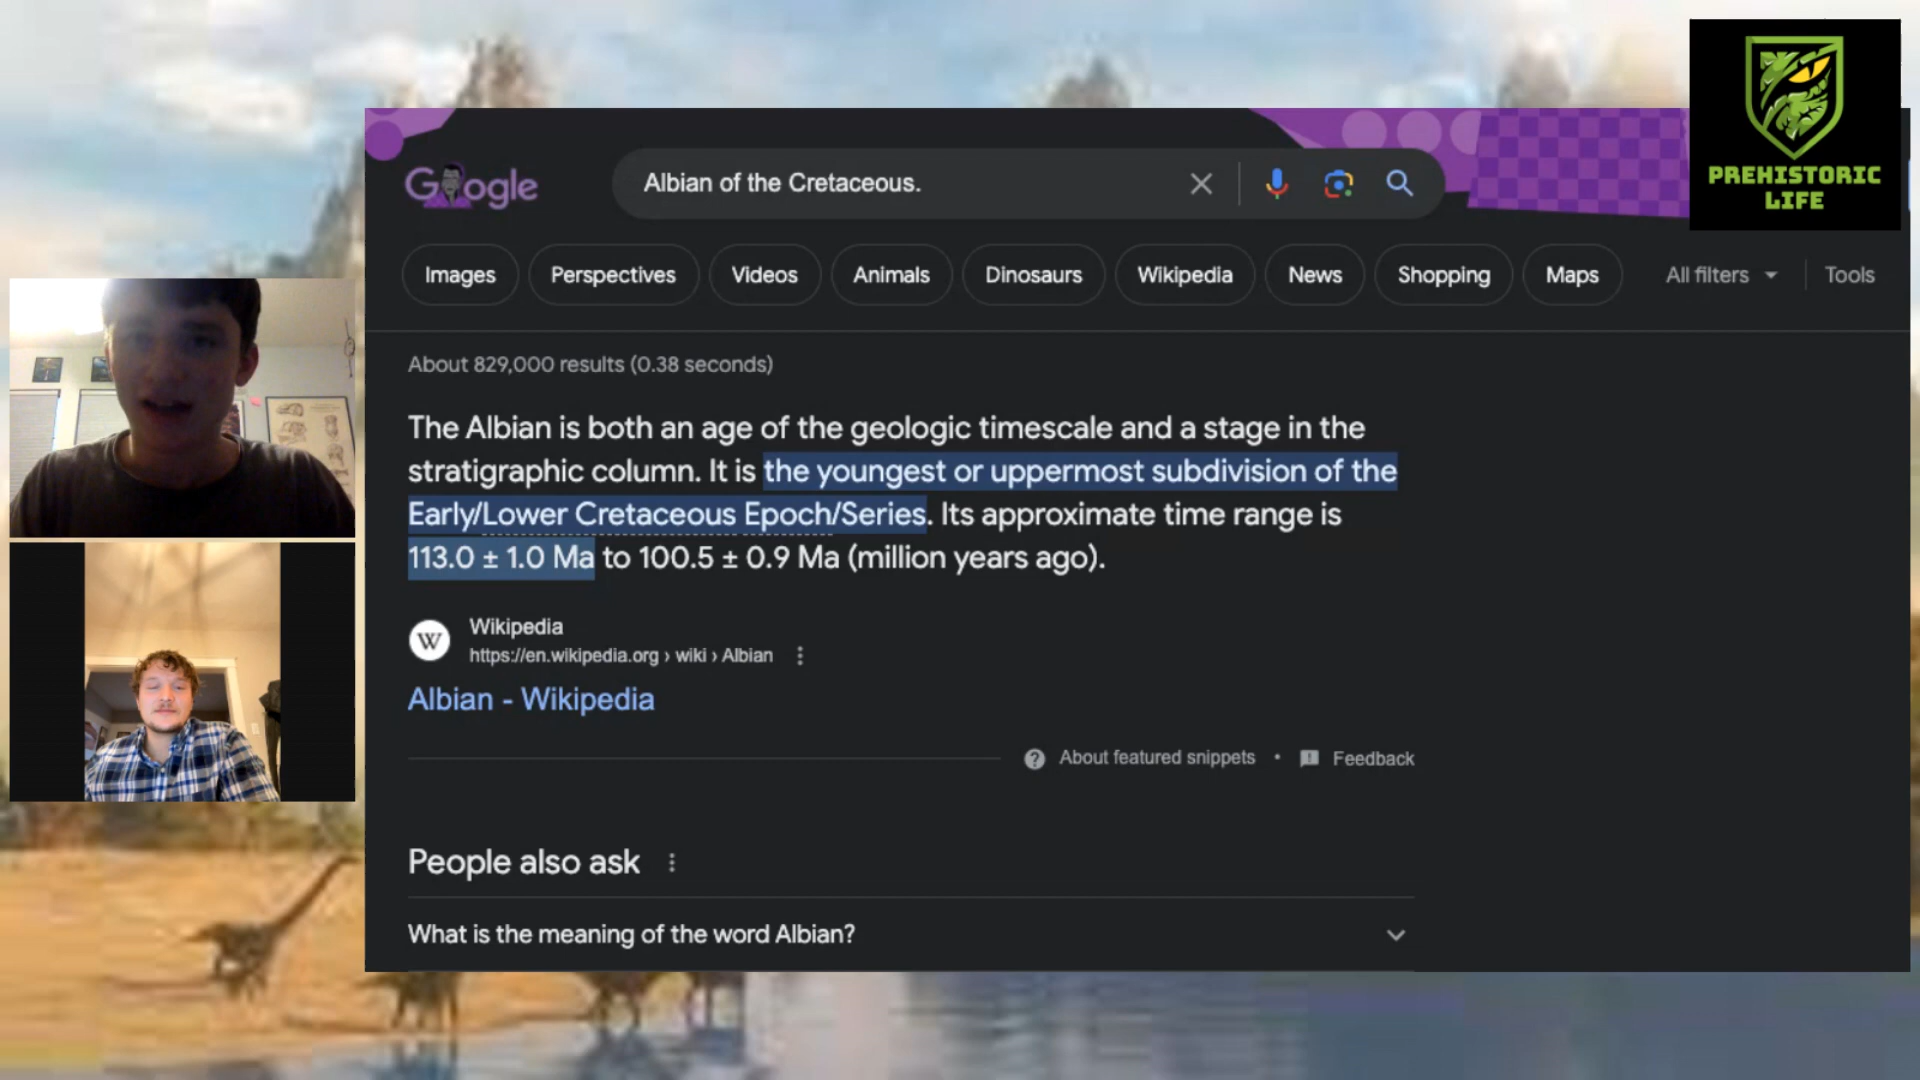 PREHISTORIC
LIFE
Google
Albian of the Cretaceous.
Images
Perspectives
Videos
Animals
Dinosaurs
Wikipedia
News
Shopping
Maps
All filters
Tools
About 829,000 results (0.38 seconds)
The Albian is both an age of the geologic timescale and a stage in the
stratigraphic column. It is the youngest or uppermost subdivision of the
Early/Lower Cretaceous Epoch/Series. Its approximate time range is
113.0 ± 1.0 Ma to 100.5 ± 0.9 Ma (million years ago).
W
Wikipedia
https://en.wikipedia.org › wiki › Albian
Albian - Wikipedia
About featured snippets • Feedback
People also ask
What is the meaning of the word Albian?